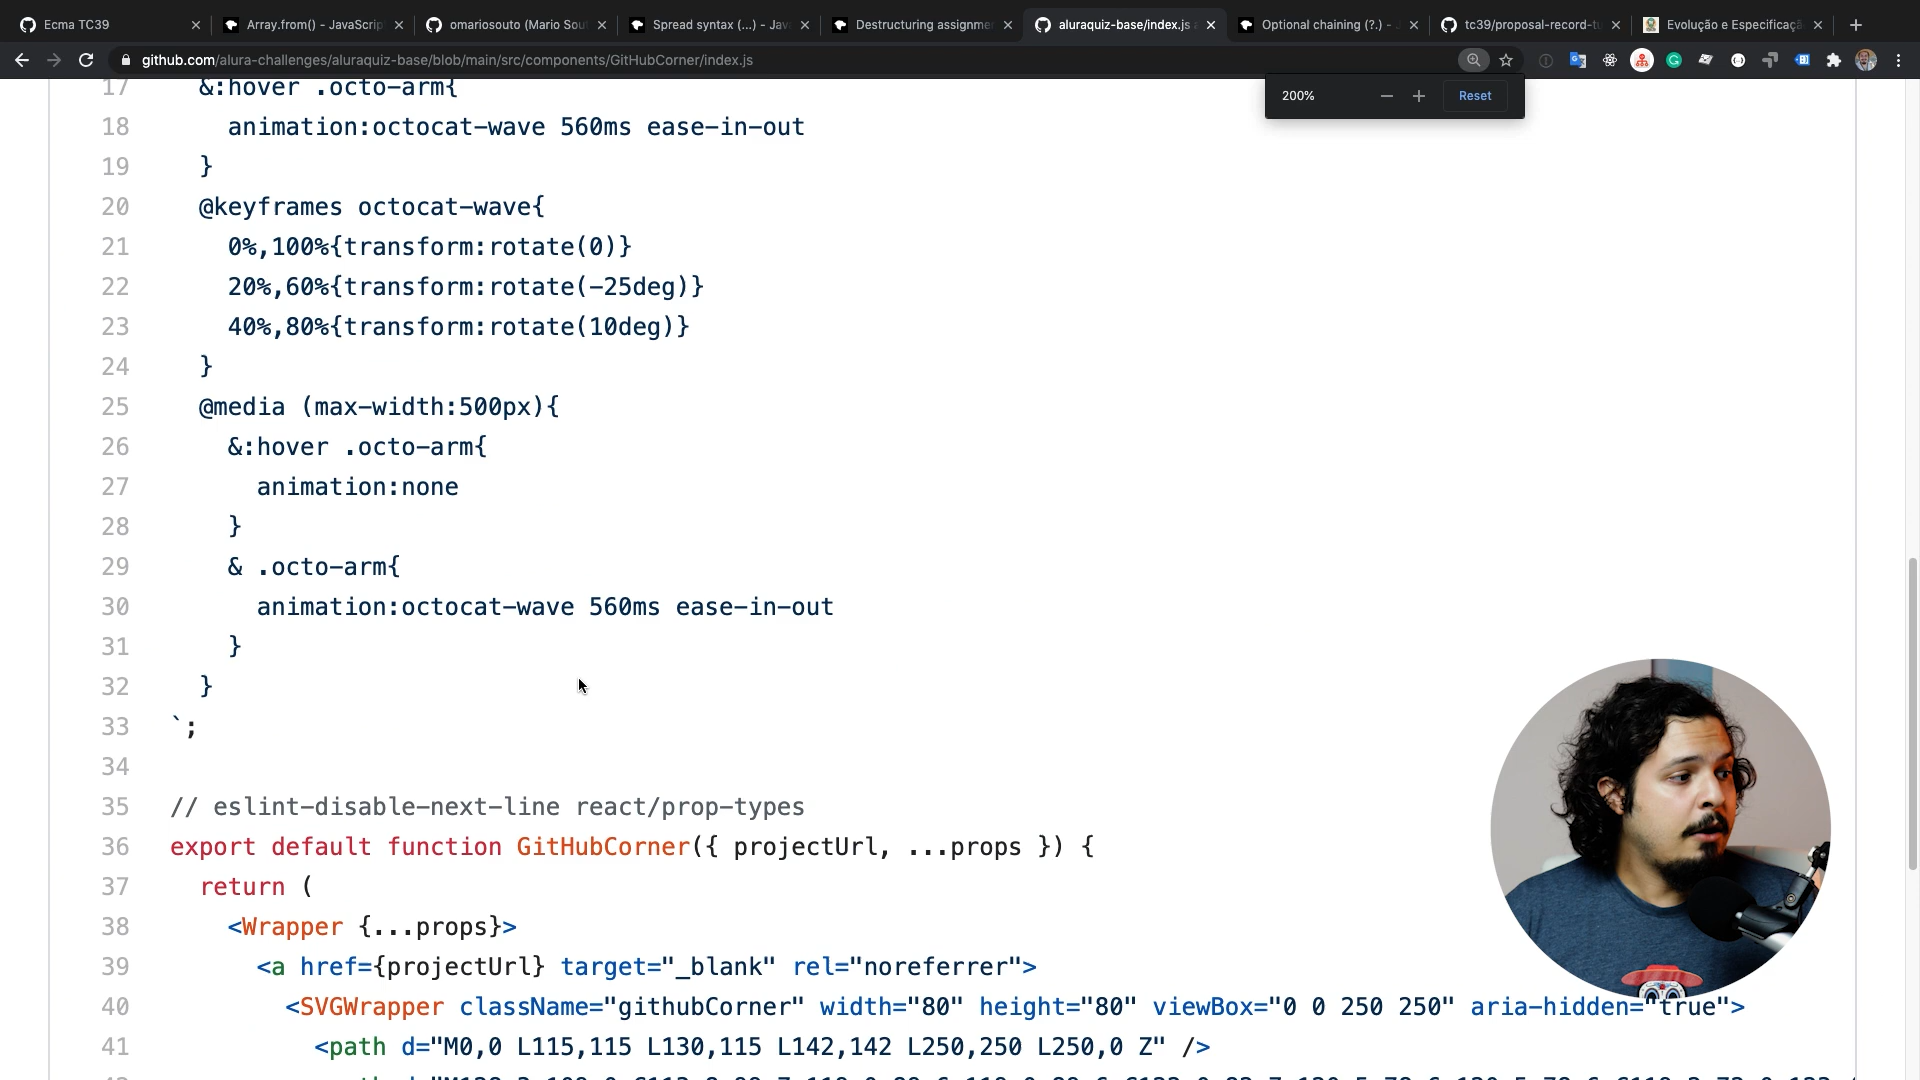 Ecma TC39
Array.from() - JavaScrip
omariosouto (Mario Sou
Spread syntax (...) - Jav
Destructuring assignme
aluraquiz-base/index.js
Optional chaining (?.) -
tc39/proposal-record-tu
Evolução e Especificaçã
github.com/alura-challenges/aluraquiz-base/blob/main/src/components/GitHubCorner/index.js
200%
Reset
17 &:hover .octo-arm{
18 animation:octocat-wave 560ms ease-in-out
19 }
20 @keyframes octocat-wave{
21 0%,100%{transform:rotate(0)}
22 20%,60%{transform:rotate(-25deg)}
23 40%,80%{transform:rotate(10deg)}
24 }
25 @media (max-width:500px){
26 &:hover .octo-arm{
27 animation:none
28 }
29 & .octo-arm{
30 animation:octocat-wave 560ms ease-in-out
31 }
32 }
33 `;
34
35 // eslint-disable-next-line react/prop-types
36 export default function GitHubCorner({ projectUrl, ...props }) {
37 return (
38 <Wrapper {...props}>
39 <a href={projectUrl} target="_blank" rel="noreferrer">
40 <SVGWrapper className="githubCorner" width="80" height="80" viewBox="0 0 250 250" aria-hidden="true">
41 <path d="M0,0 L115,115 L130,115 L142,142 L250,250 L250,0 Z" />